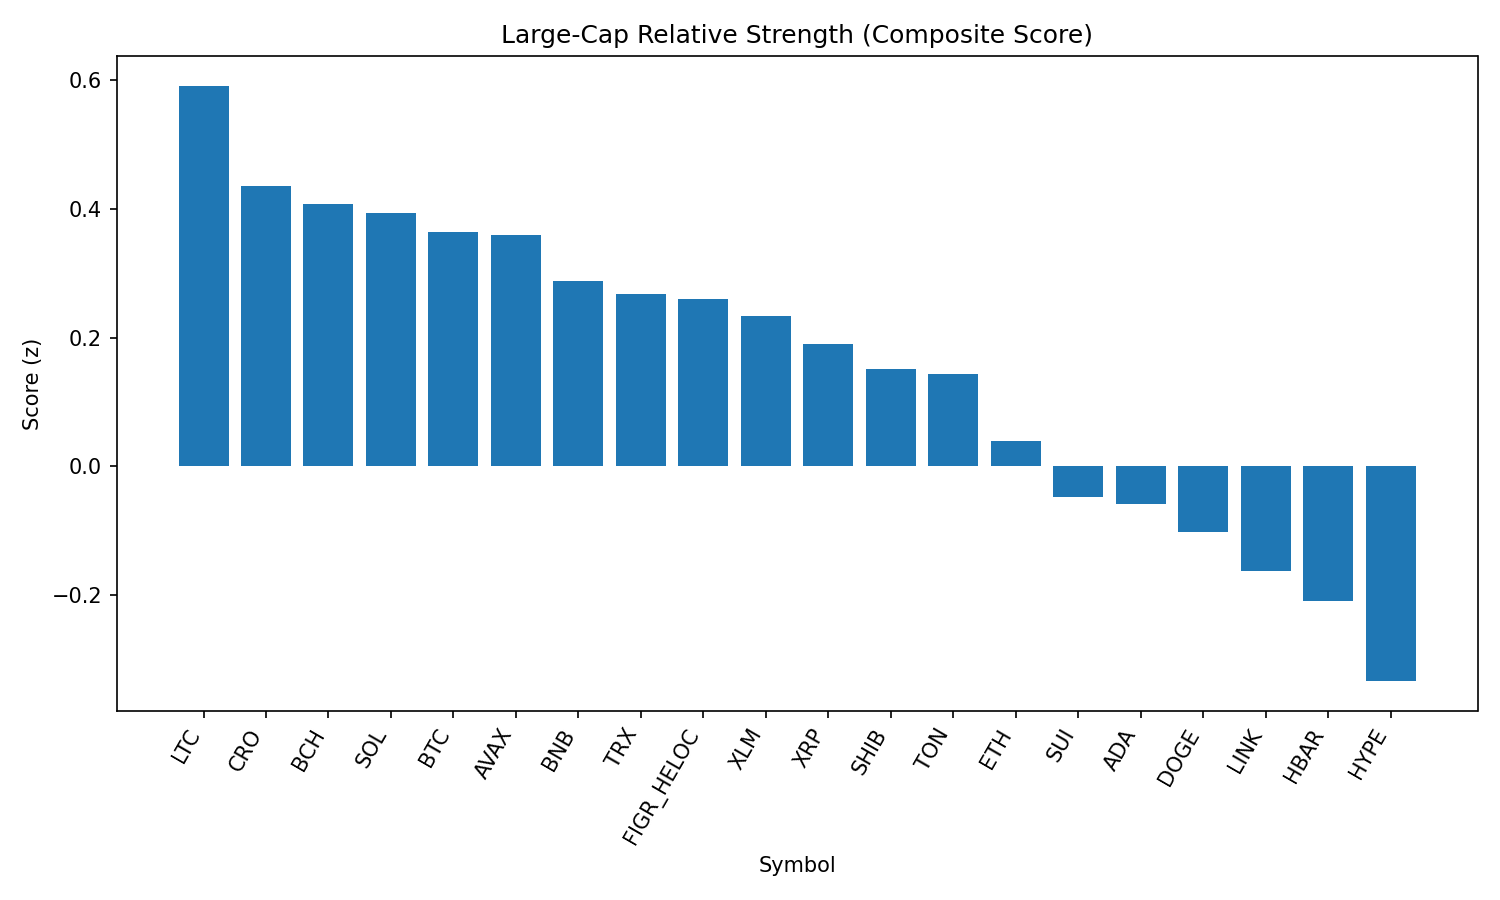 Large-Cap Relative Strength (Composite Score)
0.6
0.4
0.2
0.0
−0.2
Score (z)
LTC
CRO
BCH
SOL
BTC
AVAX
BNB
TRX
FIGR_HELOC
XLM
XRP
SHIB
TON
ETH
SUI
ADA
DOGE
LINK
HBAR
HYPE
Symbol